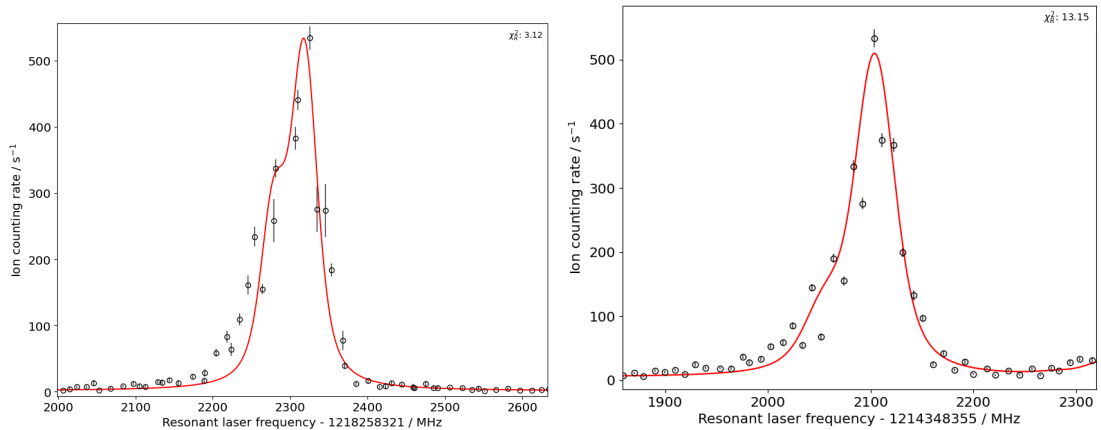 χ²_R: 3.12
500
400
300
200
100
0
Ion counting rate / s⁻¹
2000 2100 2200 2300 2400 2500 2600
Resonant laser frequency - 1218258321 / MHz
χ²_R: 13.15
500
400
300
200
100
0
Ion counting rate / s⁻¹
1900 2000 2100 2200 2300
Resonant laser frequency - 1214348355 / MHz